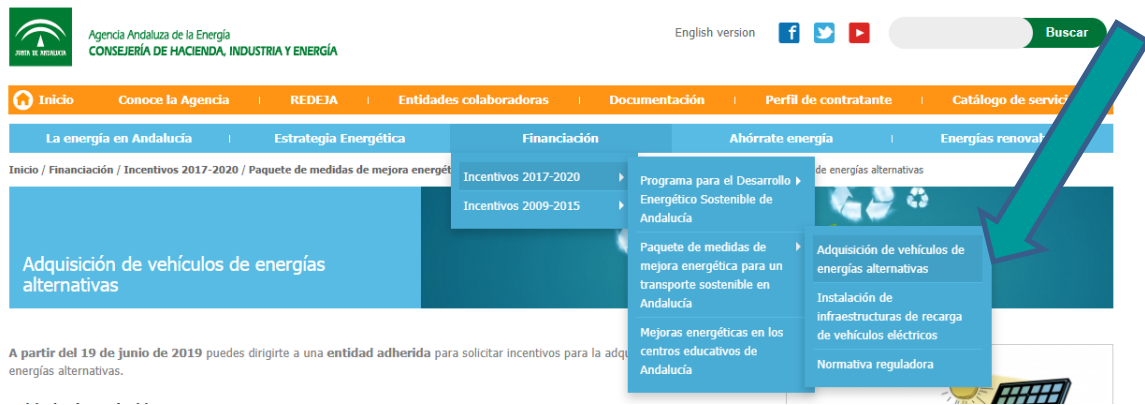 JUNTA DE ANDALUCIA
Agencia Andaluza de la Energía
CONSEJERÍA DE HACIENDA, INDUSTRIA Y ENERGÍA
English version
Buscar
Inicio Conoce la Agencia REDEJA Entidades colaboradoras Documentación Perfil de contratante Catálogo de
La energía en Andalucía Estrategia Energética Financiación Ahórrate energía Energías
Inicio / Financiación / Incentivos 2017-2020 / Paquete de medidas de mejora de energías alternativas
Incentivos 2017-2020
Incentivos 2009-2015
Programa para el Desarrollo
Energético Sostenible de
Andalucía
Paquete de medidas de
mejora energética para un
transporte sostenible en
Andalucía
Mejoras energéticas en los
centros educativos de
Andalucía
Adquisición de vehículos de
energías alternativas
Instalación de
infraestructuras de recarga
de vehículos eléctricos
Normativa reguladora
Adquisición de vehículos de energías
alternativas
A partir del 19 de junio de 2019 puedes dirigirte a una entidad adherida para solicitar incentivos para la
energías alternativas.